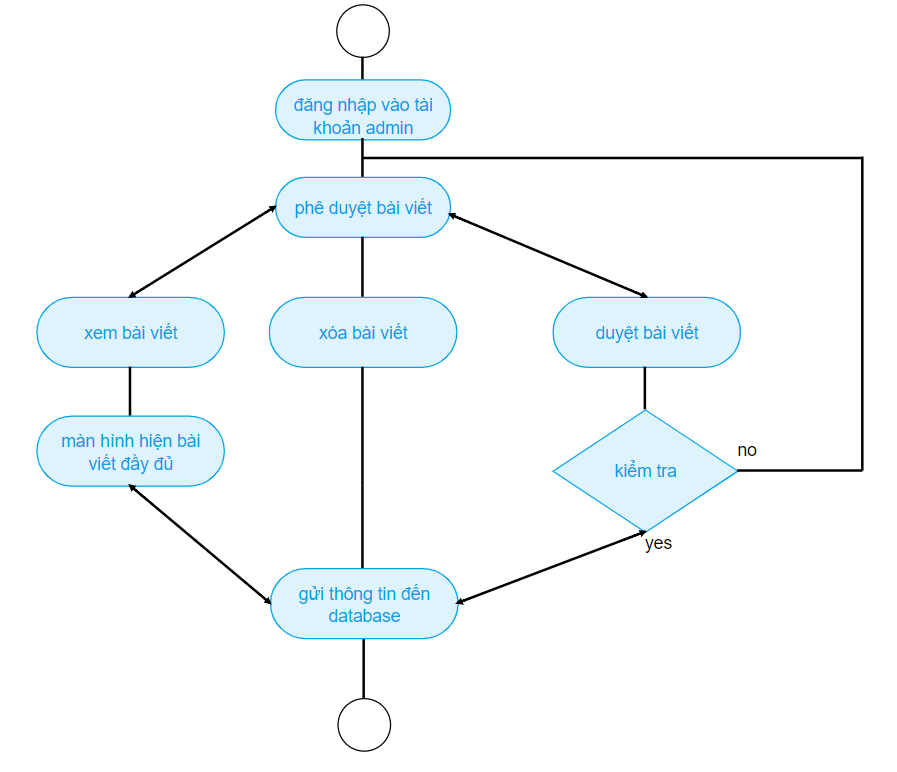 đăng nhập vào tài
khoản admin
phê duyệt bài viết
xem bài viết
xóa bài viết
duyệt bài viết
màn hình hiện bài
viết đầy đủ
kiểm tra
no
yes
gửi thông tin đến
database